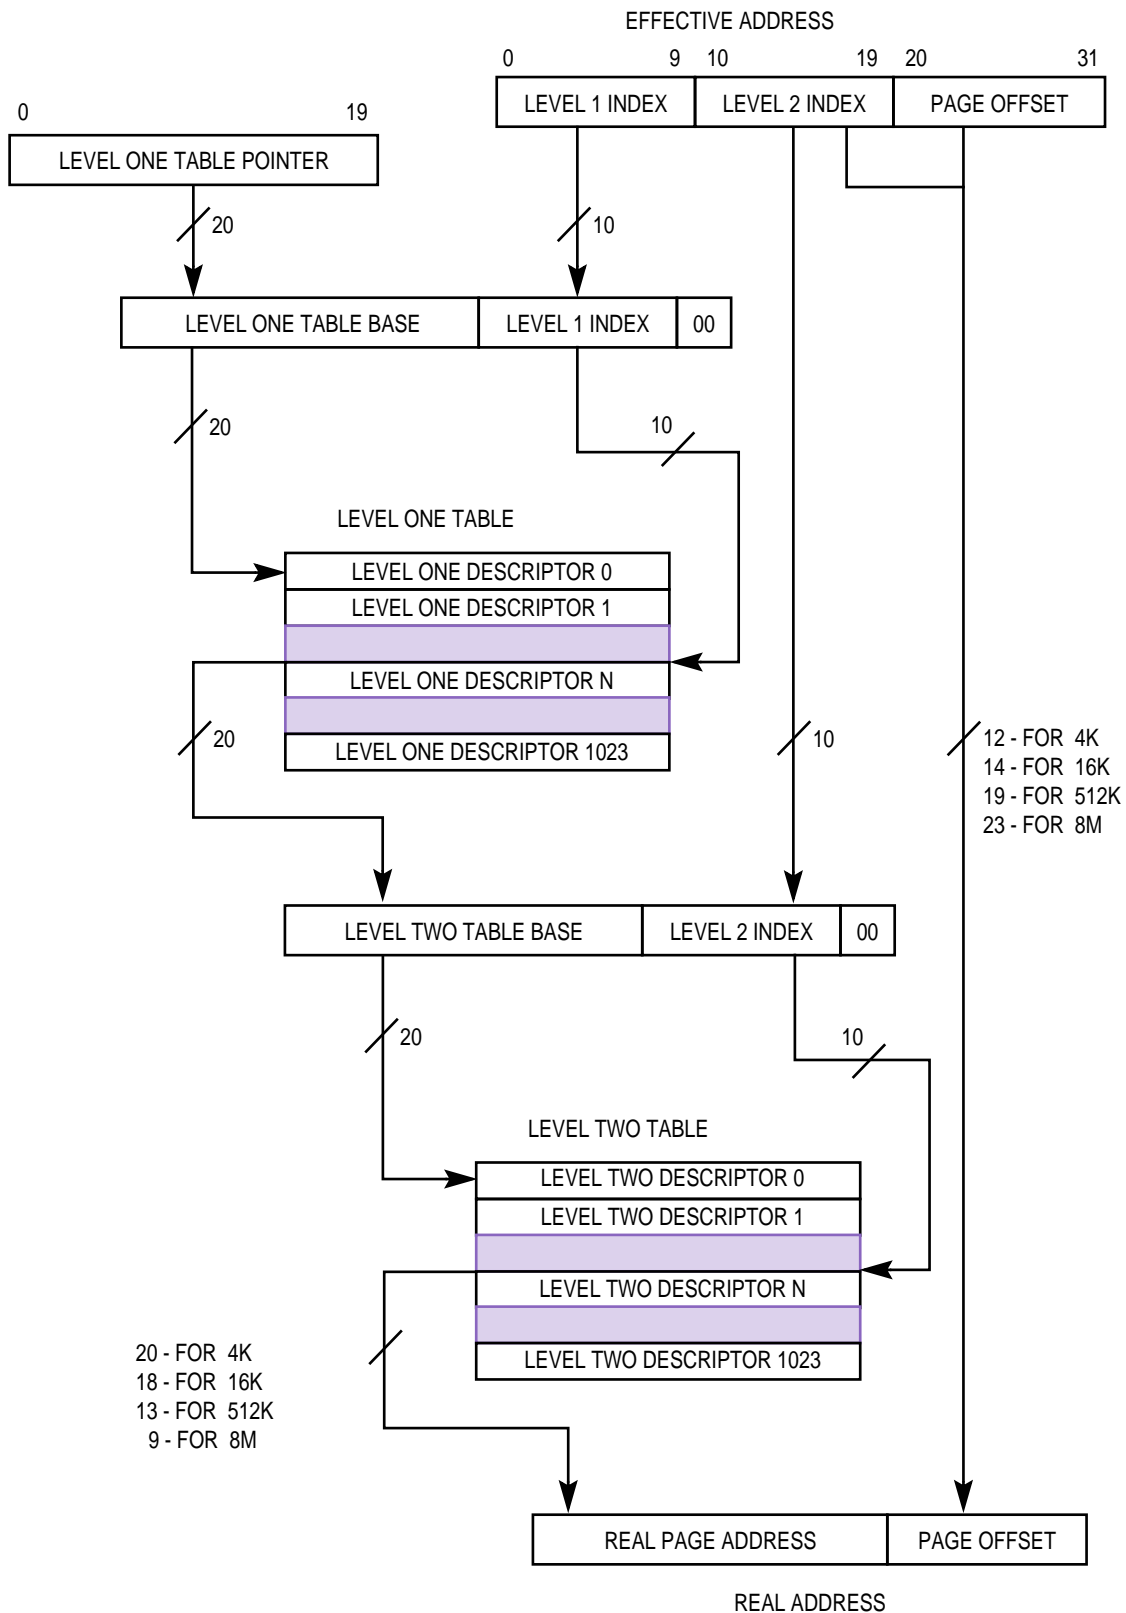 EFFECTIVE ADDRESS
0 9 10 19 20 31
LEVEL 1 INDEX LEVEL 2 INDEX PAGE OFFSET
0 19
LEVEL ONE TABLE POINTER
20 10
LEVEL ONE TABLE BASE LEVEL 1 INDEX 00
20 10
LEVEL ONE TABLE
LEVEL ONE DESCRIPTOR 0
LEVEL ONE DESCRIPTOR 1
LEVEL ONE DESCRIPTOR N
LEVEL ONE DESCRIPTOR 1023
20 10
12 - FOR 4K
14 - FOR 16K
19 - FOR 512K
23 - FOR 8M
LEVEL TWO TABLE BASE LEVEL 2 INDEX 00
20 10
LEVEL TWO TABLE
LEVEL TWO DESCRIPTOR 0
LEVEL TWO DESCRIPTOR 1
LEVEL TWO DESCRIPTOR N
LEVEL TWO DESCRIPTOR 1023
20 - FOR 4K
18 - FOR 16K
13 - FOR 512K
9 - FOR 8M
REAL PAGE ADDRESS PAGE OFFSET
REAL ADDRESS